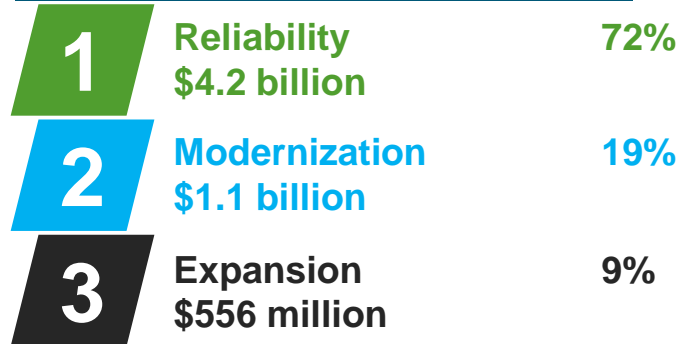 1
Reliability 72%
$4.2 billion
2
Modernization 19%
$1.1 billion
3
Expansion 9%
$556 million